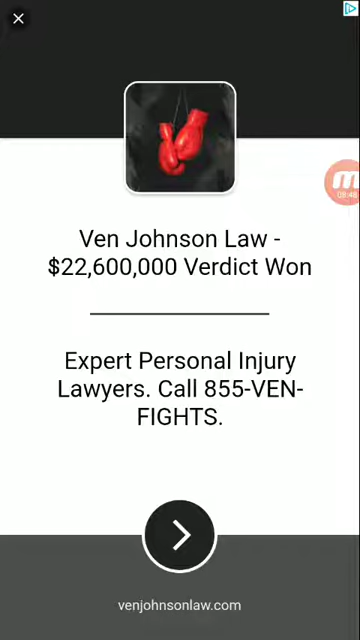 Ven Johnson Law -
$22,600,000 Verdict Won
Expert Personal Injury
Lawyers. Call 855-VEN-
FIGHTS.
venjohnsonlaw.com